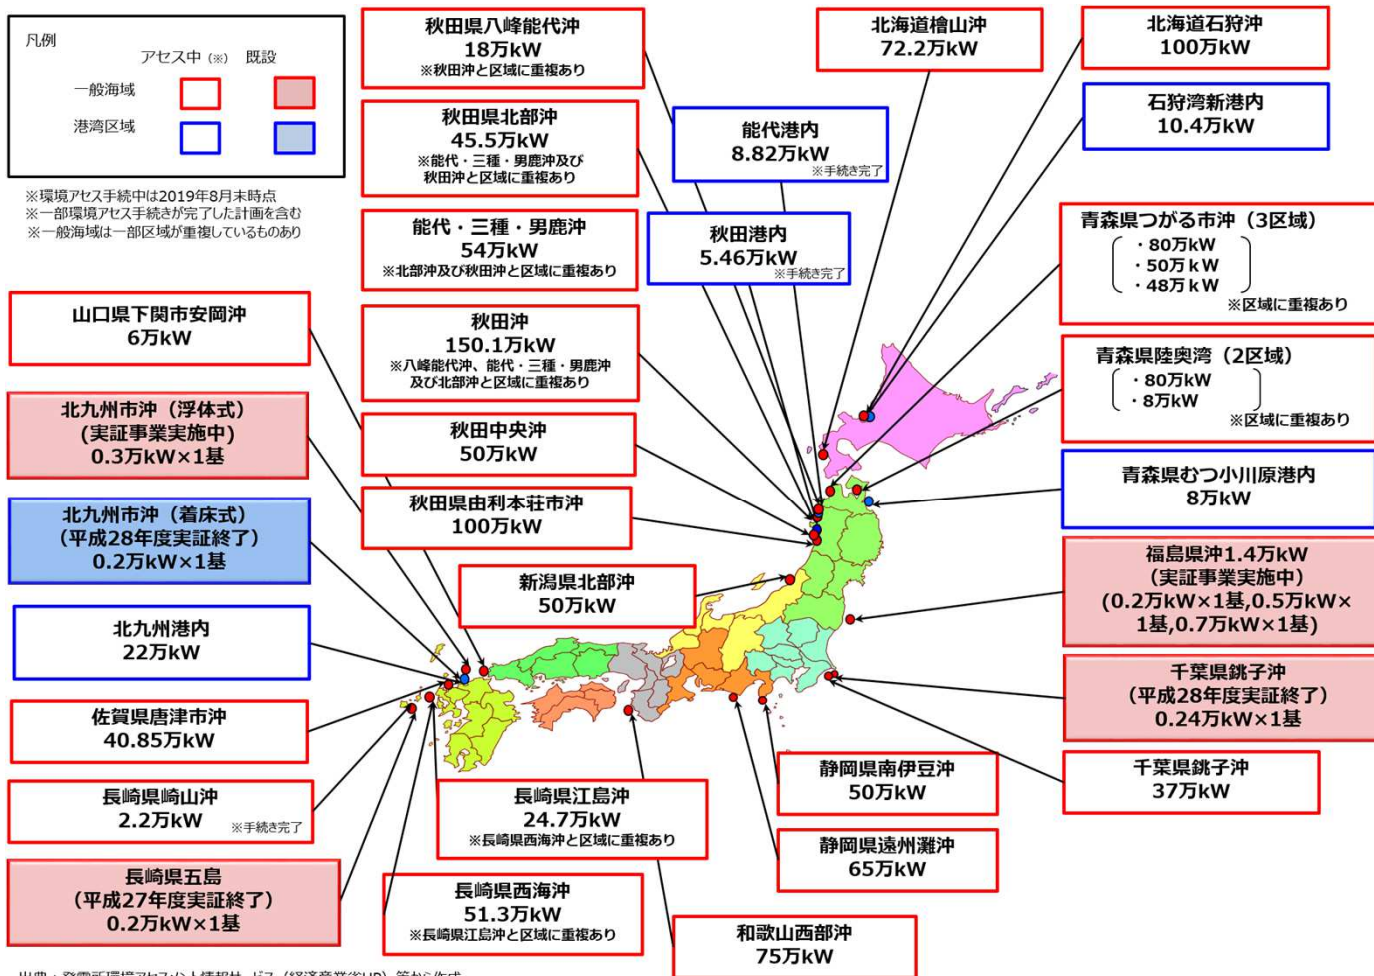 凡例
アセス中（※）　既設
一般海域
港湾区域
※環境アセス手続中は2019年8月末時点
※一部環境アセス手続きが完了した計画を含む
※一般海域は一部区域が重複しているものあり
秋田県八峰能代沖
18万kW
※秋田沖と区域に重複あり
秋田県北部沖
45.5万kW
※能代・三種・男鹿沖及び
秋田沖と区域に重複あり
能代・三種・男鹿沖
54万kW
※北部沖及び秋田沖と区域に重複あり
秋田沖
150.1万kW
※八峰能代沖、能代・三種・男鹿沖
及び北部沖と区域に重複あり
秋田中央沖
50万kW
秋田県由利本荘市沖
100万kW
新潟県北部沖
50万kW
能代港内
8.82万kW
※手続き完了
秋田港内
5.46万kW
※手続き完了
北海道檜山沖
72.2万kW
北海道石狩沖
100万kW
石狩湾新港内
10.4万kW
青森県つがる市沖（3区域）
・80万kW
・50万kW
・48万kW
※区域に重複あり
青森県陸奥湾（2区域）
・80万kW
・8万kW
※区域に重複あり
青森県むつ小川原港内
8万kW
福島県沖1.4万kW
(実証事業実施中)
(0.2万kW×1基,0.5万kW×
1基,0.7万kW×1基)
千葉県銚子沖
（平成28年度実証終了）
0.24万kW×1基
千葉県銚子沖
37万kW
山口県下関市安岡沖
6万kW
北九州市沖（浮体式）
(実証事業実施中)
0.3万kW×1基
北九州市沖（着床式）
（平成28年度実証終了）
0.2万kW×1基
北九州港内
22万kW
佐賀県唐津市沖
40.85万kW
長崎県崎山沖
2.2万kW
※手続き完了
長崎県五島
（平成27年度実証終了）
0.2万kW×1基
長崎県江島沖
24.7万kW
※長崎県西海沖と区域に重複あり
長崎県西海沖
51.3万kW
※長崎県江島沖と区域に重複あり
静岡県南伊豆沖
50万kW
静岡県遠州灘沖
65万kW
和歌山西部沖
75万kW